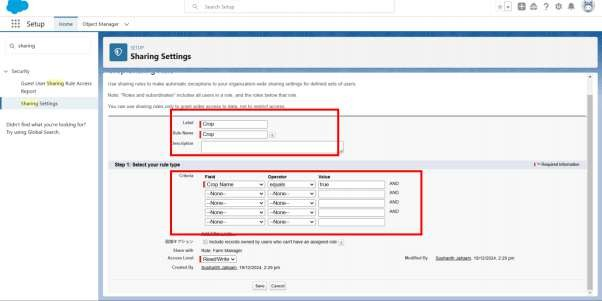 Search Setup
Setup
Home
Object Manager
sharing
Security
Guest User Sharing Rule Access
Report
Sharing Settings
Didn't find what you're looking for?
Try using Global Search.
SETUP
Sharing Settings
Use sharing rules to make automatic exceptions to your organization-wide sharing settings for defined sets of users.
Note: "Roles and subordinates" includes all users in a role, and the roles below that role.
You can use sharing rules only to grant wider access to data, not to restrict access.
Label Crop
Rule Name Crop
Description
Step 1: Select your rule type
= Required Information
Criteria Field Operator Value
Crop Name equals true AND
--None-- --None-- AND
--None-- --None-- AND
--None-- --None-- AND
--None-- --None--
Include records owned by users who can't have an assigned role
Share with Role: Farm Manager
Access Level Read/Write
Created By 18/12/2024, 2:29 pm
Modified By 18/12/2024, 2:29 pm
Save Cancel